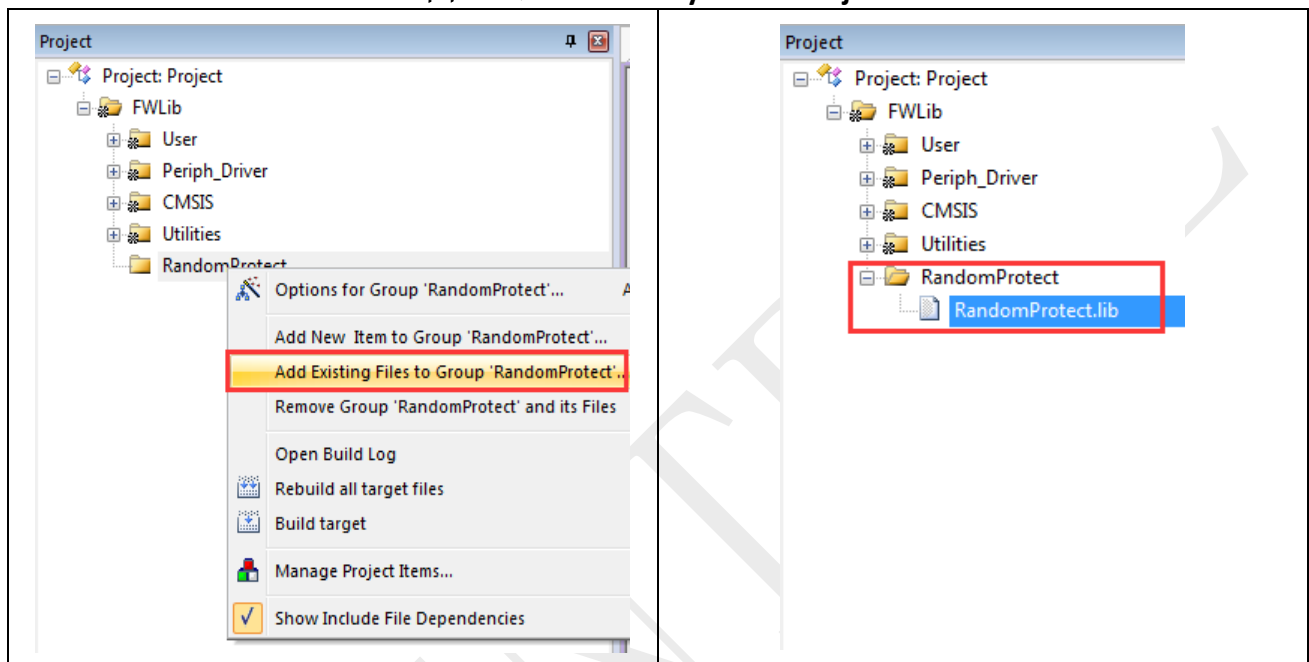 Project
Project: Project
FWLib
User
Periph_Driver
CMSIS
Utilities
RandomProtect
Options for Group 'RandomProtect'...
Add New Item to Group 'RandomProtect'...
Add Existing Files to Group 'RandomProtect'..
Remove Group 'RandomProtect' and its Files
Open Build Log
Rebuild all target files
Build target
Manage Project Items...
Show Include File Dependencies
Project
Project: Project
FWLib
User
Periph_Driver
CMSIS
Utilities
RandomProtect
RandomProtect.lib